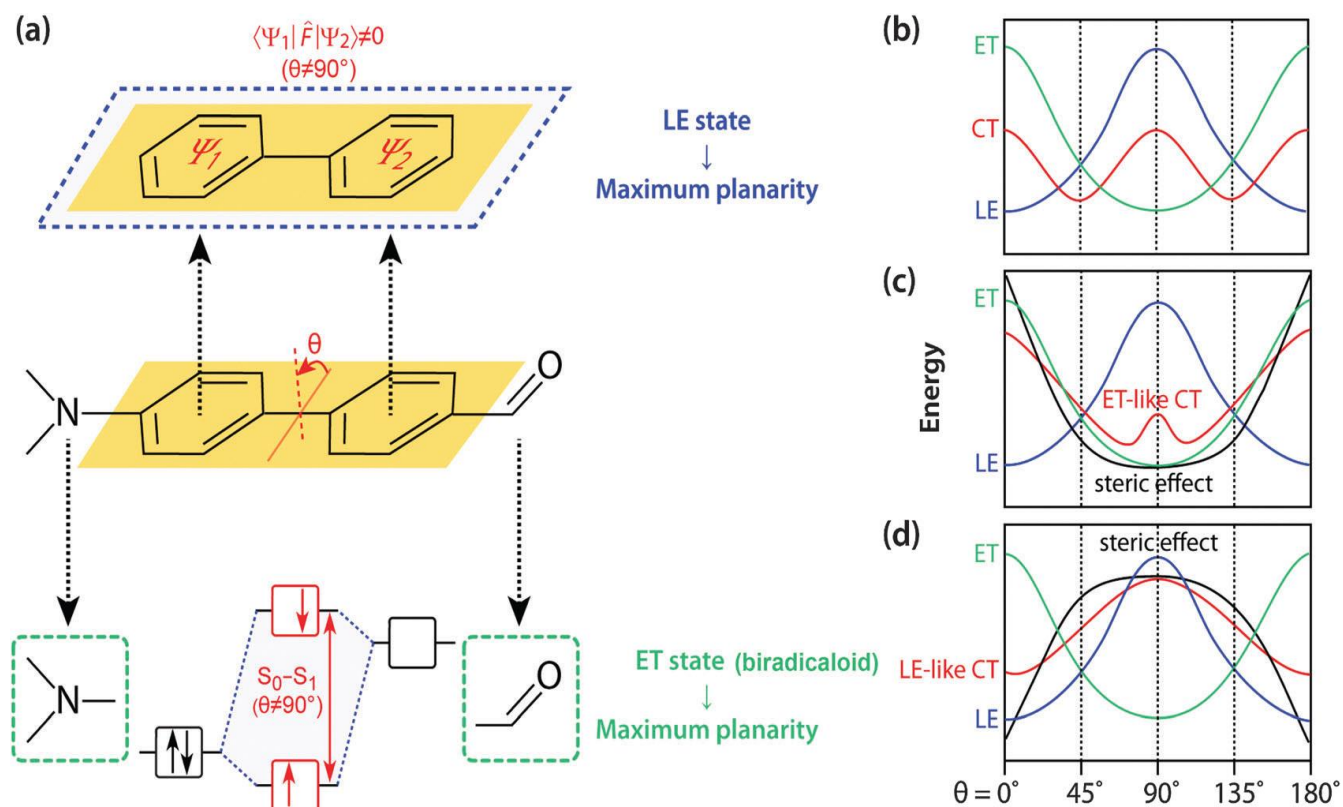 (a)
⟨Ψ₁|F̂|Ψ₂⟩≠0
(θ≠90°)
Ψ₁
Ψ₂
LE state
↓
Maximum planarity
θ
N
O
N
S₀–S₁
(θ≠90°)
O
ET state (biradicaloid)
↓
Maximum planarity
(b)
ET
CT
LE
(c)
ET
ET-like CT
LE
steric effect
Energy
(d)
steric effect
ET
LE-like CT
LE
θ = 0° 45° 90° 135° 180°